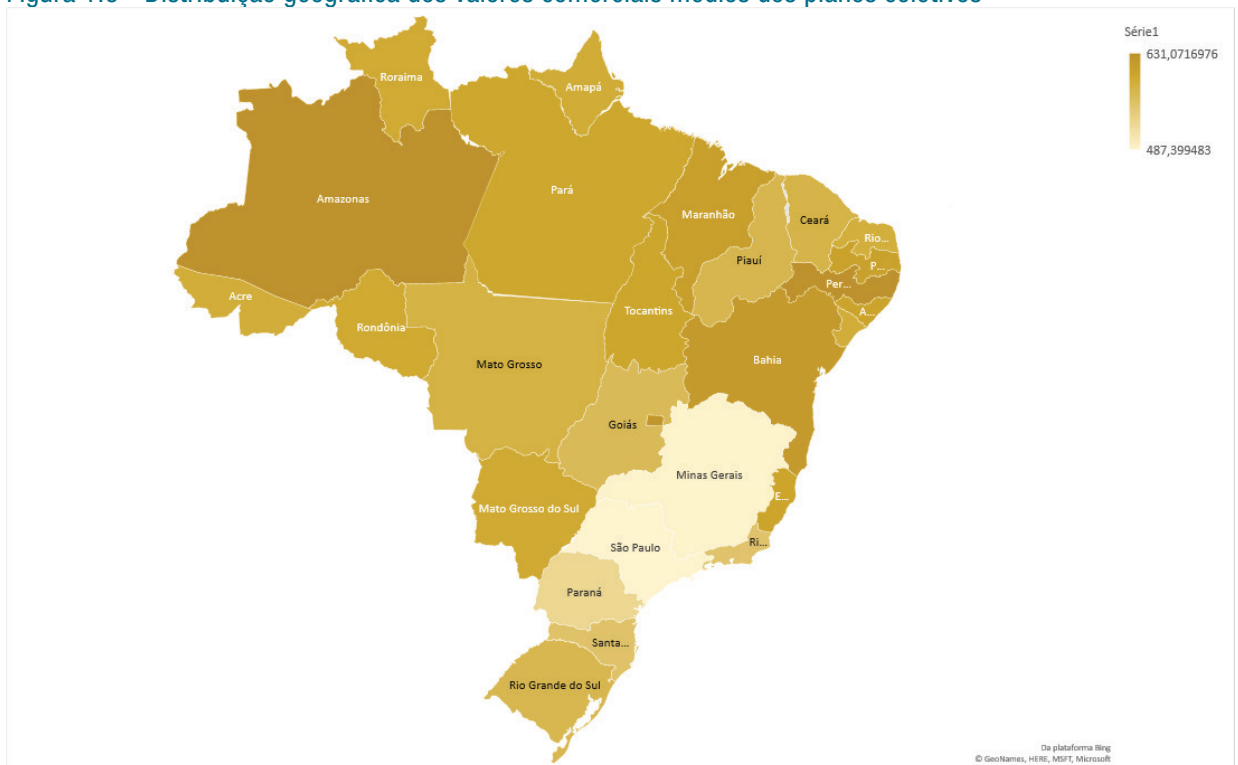 Figura 1.6 – Distribuição geográfica dos valores comerciais médios dos planos coletivos
Série1
631,0716976
487,399483
Roraima
Amapá
Amazonas
Pará
Maranhão
Ceará
Rio...
Piauí
P...
Per...
A...
Acre
Rondônia
Tocantins
Bahia
Mato Grosso
Goiás
Minas Gerais
E...
Mato Grosso do Sul
São Paulo
Ri...
Paraná
Santa...
Rio Grande do Sul
Da plataforma Bing
© GeoNames, HERE, MSFT, Microsoft